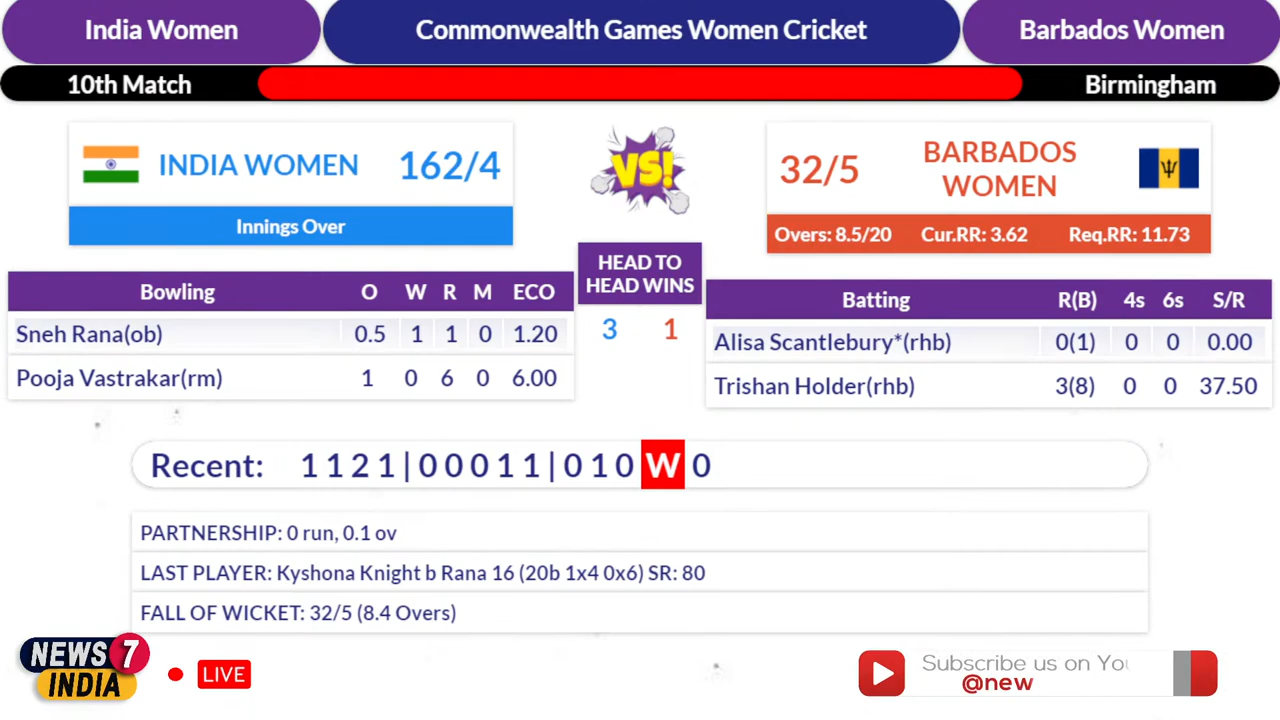 India Women
Commonwealth Games Women Cricket
Barbados Women
10th Match
Birmingham
INDIA WOMEN 162/4
Innings Over
VS!
32/5
BARBADOS
WOMEN
Overs: 8.5/20 Cur.RR: 3.62 Req.RR: 11.73
HEAD TO
HEAD WINS
3 1
Bowling O W R M ECO
Sneh Rana(ob) 0.5 1 1 0 1.20
Pooja Vastrakar(rm) 1 0 6 0 6.00
Batting R(B) 4s 6s S/R
Alisa Scantlebury*(rhb) 0(1) 0 0 0.00
Trishan Holder(rhb) 3(8) 0 0 37.50
Recent: 1 1 2 1 | 0 0 0 1 1 | 0 1 0 W 0
PARTNERSHIP: 0 run, 0.1 ov
LAST PLAYER: Kyshona Knight b Rana 16 (20b 1x4 0x6) SR: 80
FALL OF WICKET: 32/5 (8.4 Overs)
NEWS 7
INDIA
LIVE
Subscribe us on You
@new